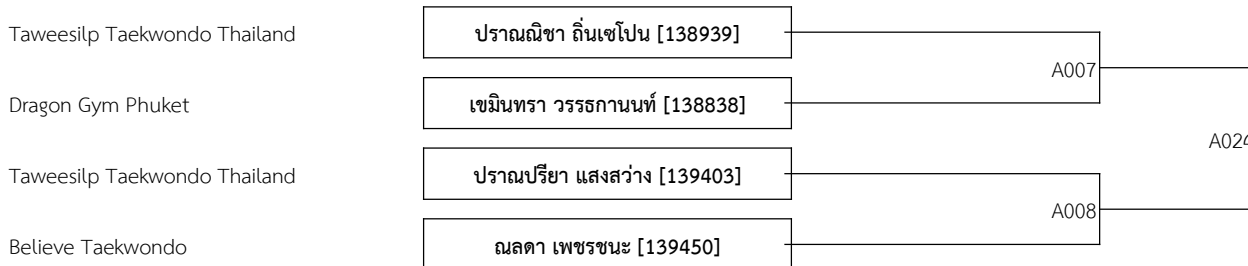 Taweesilp Taekwondo Thailand ปราณณิชา ถิ่นเซโปน [138939]
A007
Dragon Gym Phuket เขมินทรา วรรธกานนท์ [138838]
A024
Taweesilp Taekwondo Thailand ปราณปรียา แสงสว่าง [139403]
A008
Believe Taekwondo ณลดา เพชรชนะ [139450]